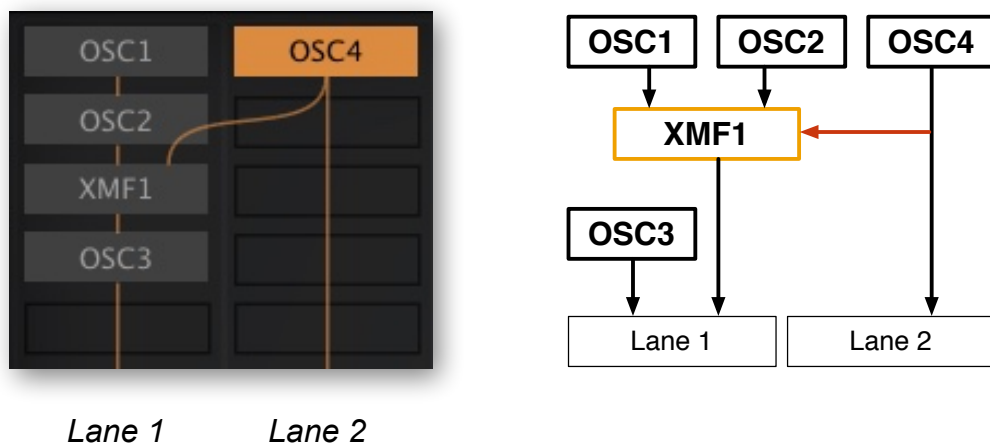 OSC1
OSC4
OSC2
XMF1
OSC3
Lane 1
Lane 2
OSC1
OSC2
OSC4
XMF1
OSC3
Lane 1
Lane 2